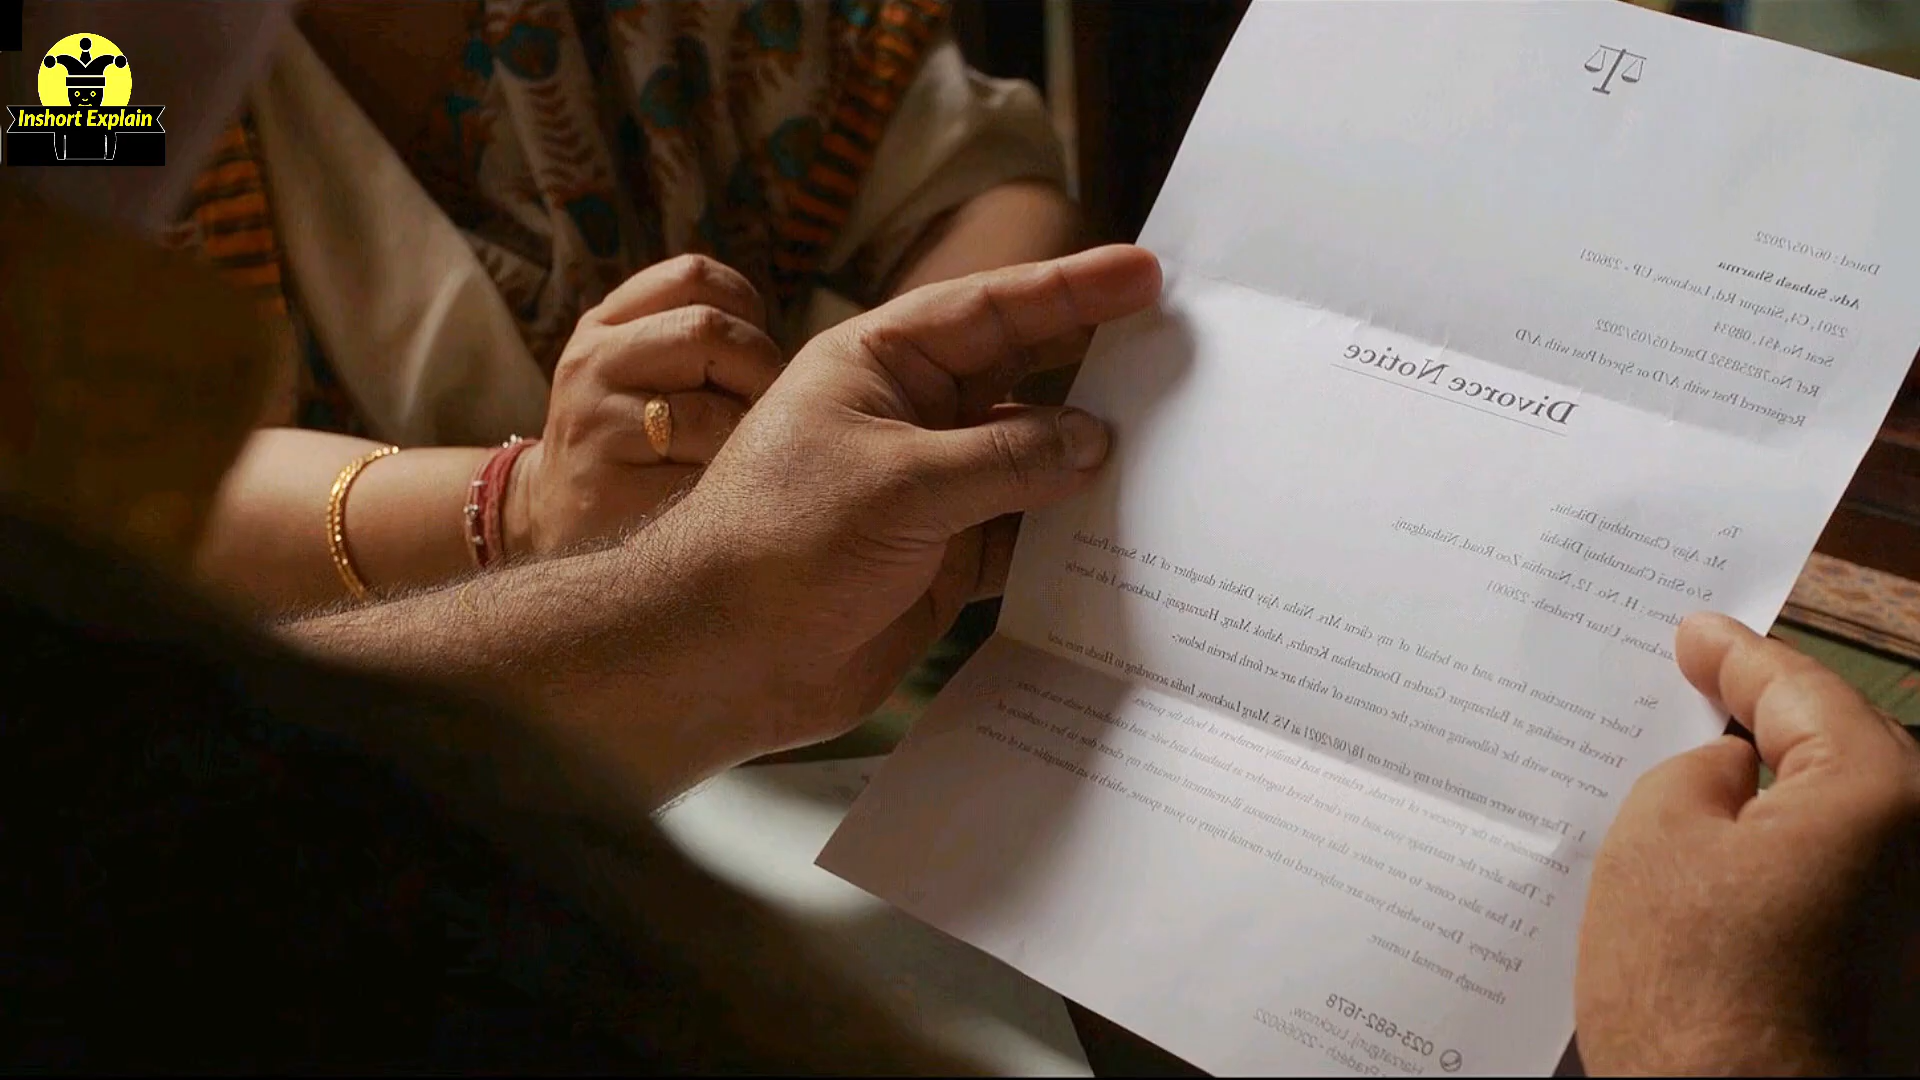 Inshort Explain
Dated : 06/05/2022
Adv. Subash Sharma
2201, C4, Sitapur Rd, Lucknow, UP - 226021
Seat No.451, 08934
Ref No.78258352 Dated 05/05/2022
Registered Post with A/D or Speed Post with A/D
Divorce Notice
To,
Mr. Ajay Chaturbhuj Dikshit,
S/o Shri Chaturbhuj Dikshit
Address : H. No. 12, Narahia Zoo Road, Nishadganj,
Lucknow, Uttar Pradesh- 226001
Sir,
Under instruction from and on behalf of my client Mrs. Nisha Ajay Dikshit daughter of Mr. Satya Prakash
Trivedi residing at Balrampur Garden Doordarshan Kendra, Ashok Marg, Hazratganj, Lucknow, I do hereby
serve you with the following notice, the contents of which are set forth herein below:-
1. That you were married to my client on 18/08/2021 at VS Marg Lucknow, India according to Hindu rites and
ceremonies in the presence of friends, relatives and family members of both the parties.
2. That after the marriage you and my client lived together as husband and wife and cohabited with each other.
3. It has also come to our notice that your continuous ill-treatment towards my client due to her condition of
Epilepsy. Due to which you are subjected to the mental injury to your spouse, which is an intangible act of cruelty
through mental torture.
023-682-1678
Harzatgunj, Lucknow,
Pradesh - 22066022